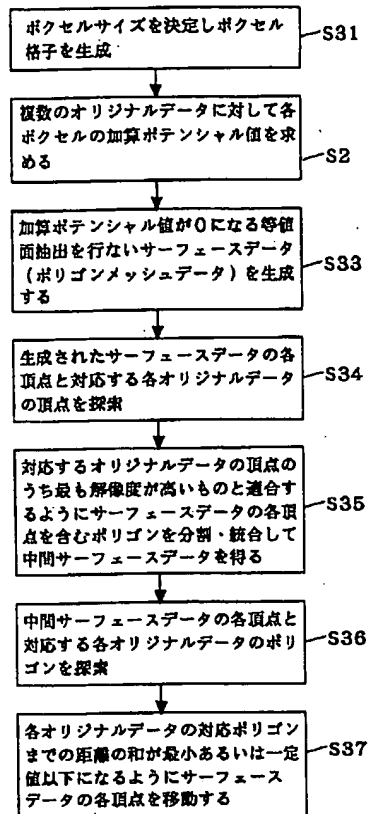 ボクセルサイズを決定しボクセル
格子を生成
S31
複数のオリジナルデータに対して各
ボクセルの加算ポテンシャル値を求
める
S2
加算ポテンシャル値が0になる等値
面抽出を行ないサーフェースデータ
(ポリゴンメッシュデータ)を生成
する
S33
生成されたサーフェースデータの各
頂点と対応する各オリジナルデータ
の頂点を探索
S34
対応するオリジナルデータの頂点の
うち最も解像度が高いものと適合す
るようにサーフェースデータの各頂
点を含むポリゴンを分割・統合して
中間サーフェースデータを得る
S35
中間サーフェースデータの各頂点と
対応する各オリジナルデータのポリ
ゴンを探索
S36
各オリジナルデータの対応ポリゴン
までの距離の和が最小あるいは一定
値以下になるようにサーフェース
データの各頂点を移動する
S37